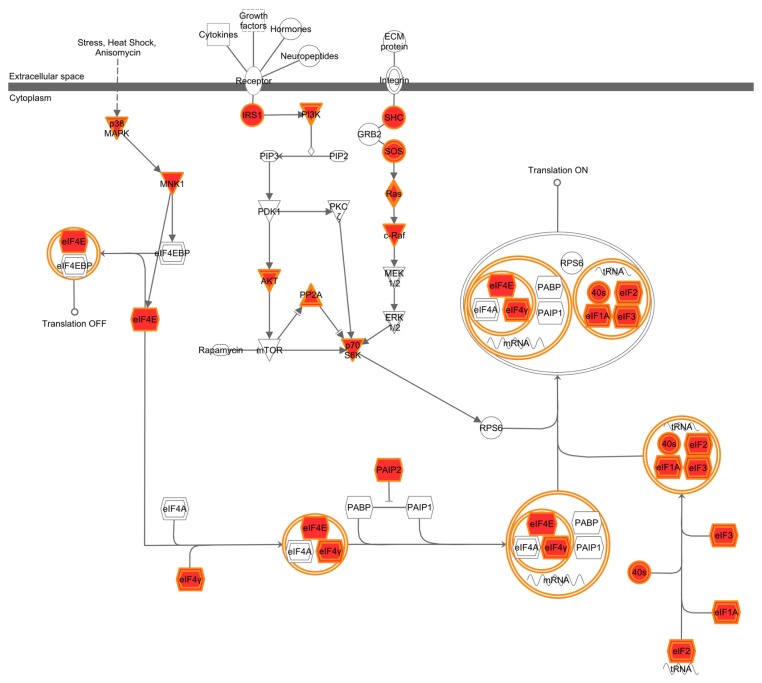 Stress, Heat Shock,
Anisomycin
Cytokines
Growth
factors
Hormones
Neuropeptides
ECM
protein
Extracellular space
Receptor
Integrin
Cytoplasm
p38
MAPK
IRS1
PI3K
SHC
GRB2
SOS
PIP3
PIP2
MNK1
Ras
Translation ON
PDK1
PKC
ζ
c-Raf
eIF4E
eIF4EBP
eIF4EBP
RPS6
tRNA
AKT
MEK
1/2
eIF4E
PABP
40s
eIF2
PP2A
eIF4A
eIF4γ
PAIP1
eIF1A
eIF3
Translation OFF
eIF4E
ERK
1/2
mRNA
Rapamycin
mTOR
p70
S6K
RPS6
tRNA
40s
eIF2
eIF1A
eIF3
PAIP2
eIF4A
PABP
PAIP1
eIF4E
eIF4A
eIF4γ
eIF4E
PABP
eIF4A
eIF4γ
PAIP1
mRNA
eIF3
eIF4γ
40s
eIF1A
eIF2
tRNA